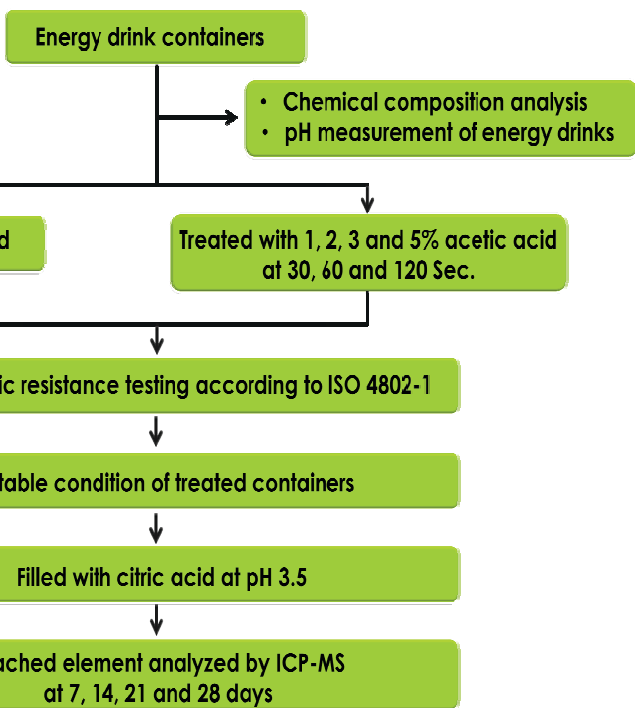 Energy drink containers
• Chemical composition analysis
• pH measurement of energy drinks
Treated with 1, 2, 3 and 5% acetic acid
at 30, 60 and 120 Sec.
resistance testing according to ISO 4802-1
condition of treated containers
Filled with citric acid at pH 3.5
element analyzed by ICP-MS
at 7, 14, 21 and 28 days